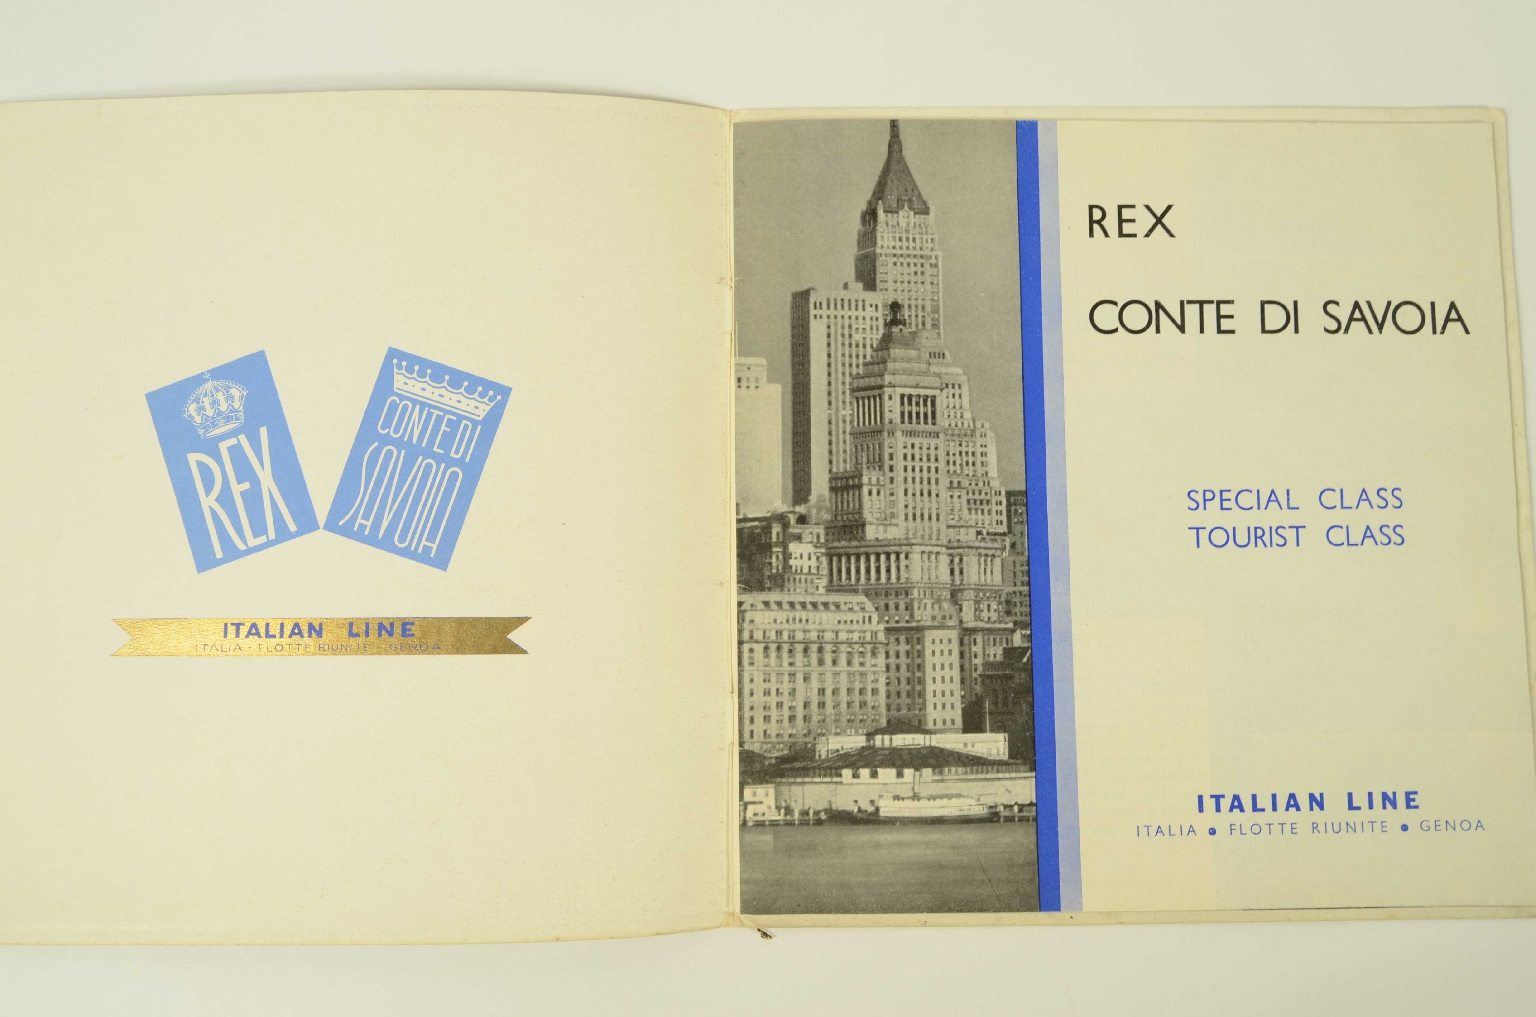 REX
CONTE DI
SAVOIA
ITALIAN LINE
ITALIA · FLOTTE RIUNITE · GENOA
REX
CONTE DI SAVOIA
SPECIAL CLASS
TOURIST CLASS
ITALIAN LINE
ITALIA • FLOTTE RIUNITE • GENOA